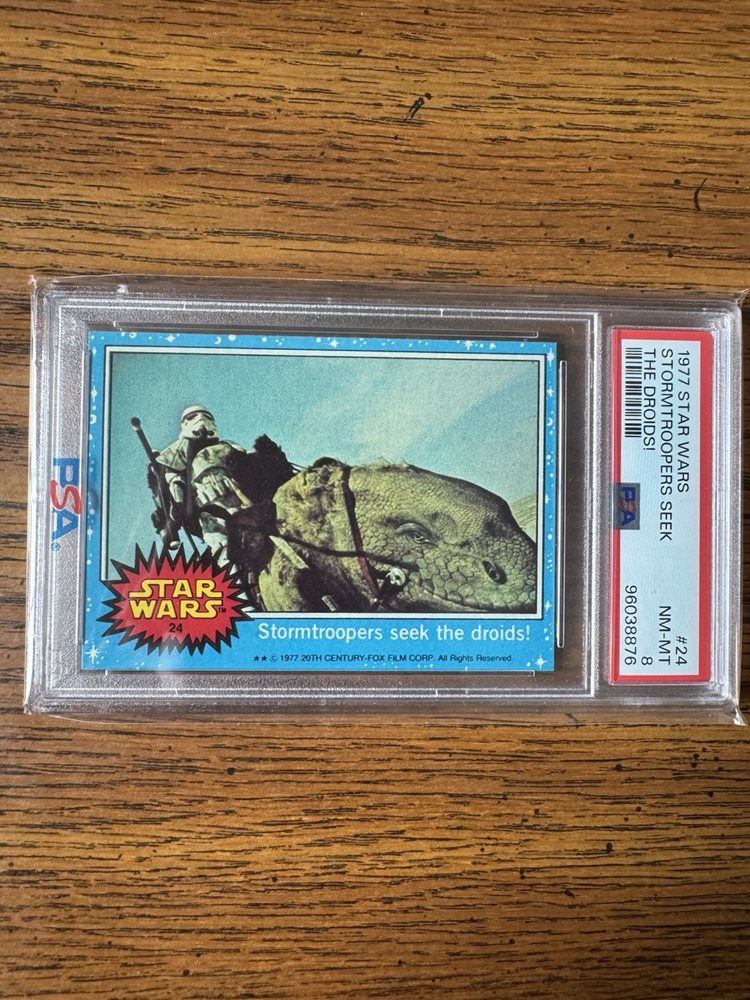 1977 STAR WARS #24
STORMTROOPERS SEEK NM-MT
THE DROIDS! 8
96038876
PSA
PSA®
STAR
WARS™
24
Stormtroopers seek the droids!
★★ © 1977 20TH CENTURY-FOX FILM CORP. All Rights Reserved.